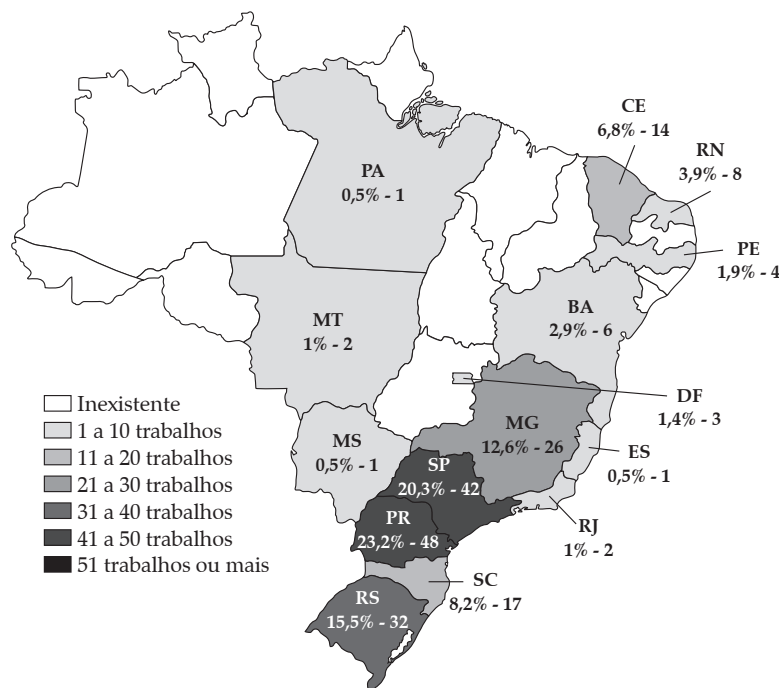 CE
6,8% - 14
RN
3,9% - 8
PA
0,5% - 1
PE
1,9% - 4
BA
2,9% - 6
MT
1% - 2
DF
1,4% - 3
MG
12,6% - 26
ES
0,5% - 1
MS
0,5% - 1
SP
20,3% - 42
RJ
1% - 2
PR
23,2% - 48
SC
8,2% - 17
RS
15,5% - 32
Inexistente
1 a 10 trabalhos
11 a 20 trabalhos
21 a 30 trabalhos
31 a 40 trabalhos
41 a 50 trabalhos
51 trabalhos ou mais